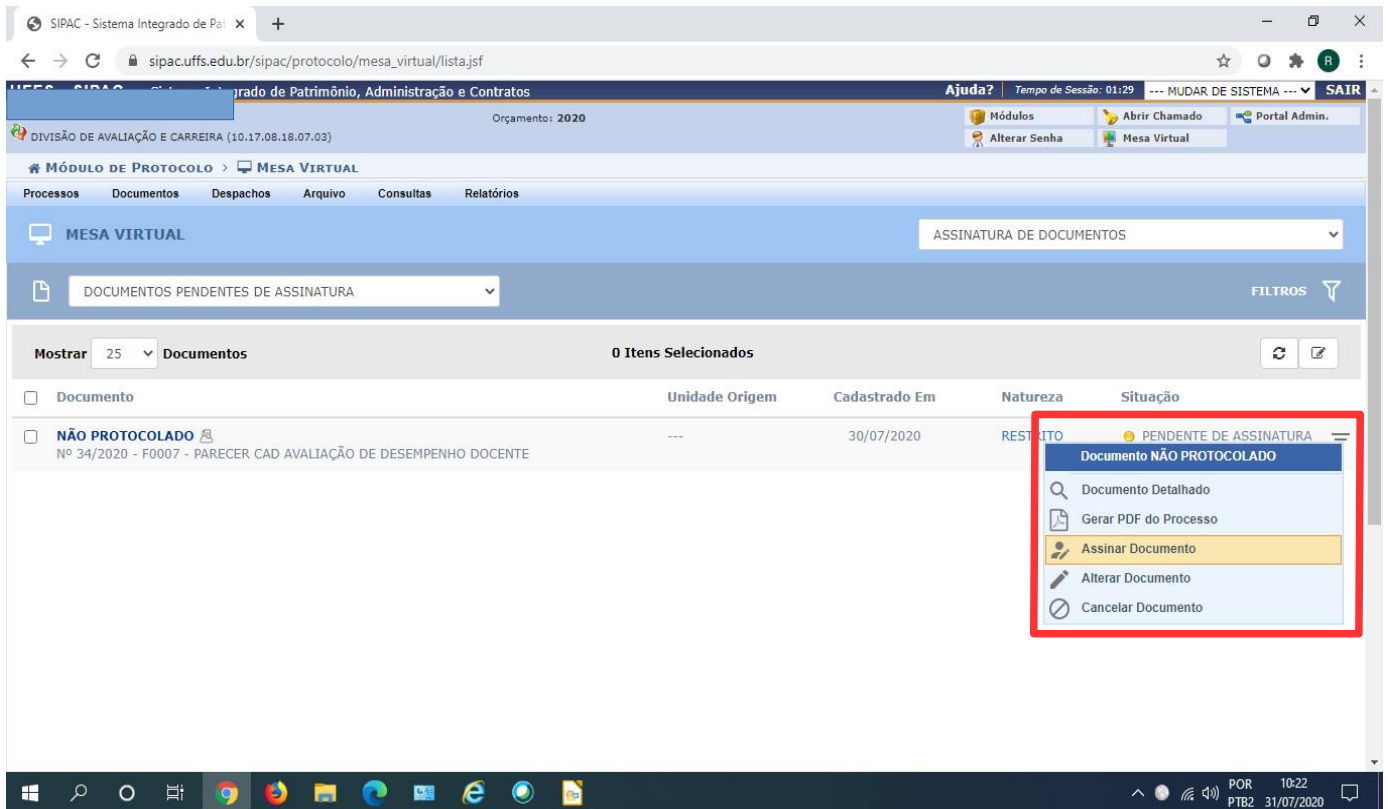 SIPAC - Sistema Integrado de Pat
sipac.uffs.edu.br/sipac/protocolo/mesa_virtual/lista.jsf
R
de Patrimônio, Administração e Contratos
Ajuda? Tempo de Sessão: 01:29 --- MUDAR DE SISTEMA --- SAIR
Orçamento: 2020
Módulos Abrir Chamado Portal Admin.
DIVISÃO DE AVALIAÇÃO E CARREIRA (10.17.08.18.07.03)
Alterar Senha Mesa Virtual
MÓDULO DE PROTOCOLO > MESA VIRTUAL
Processos Documentos Despachos Arquivo Consultas Relatórios
MESA VIRTUAL
ASSINATURA DE DOCUMENTOS
DOCUMENTOS PENDENTES DE ASSINATURA
FILTROS
Mostrar 25 Documentos
0 Itens Selecionados
Documento Unidade Origem Cadastrado Em Natureza Situação
NÃO PROTOCOLADO --- 30/07/2020 RESTRITO PENDENTE DE ASSINATURA
Nº 34/2020 - F0007 - PARECER CAD AVALIAÇÃO DE DESEMPENHO DOCENTE
Documento NÃO PROTOCOLADO
Documento Detalhado
Gerar PDF do Processo
Assinar Documento
Alterar Documento
Cancelar Documento
POR 10:22
PTB2 31/07/2020